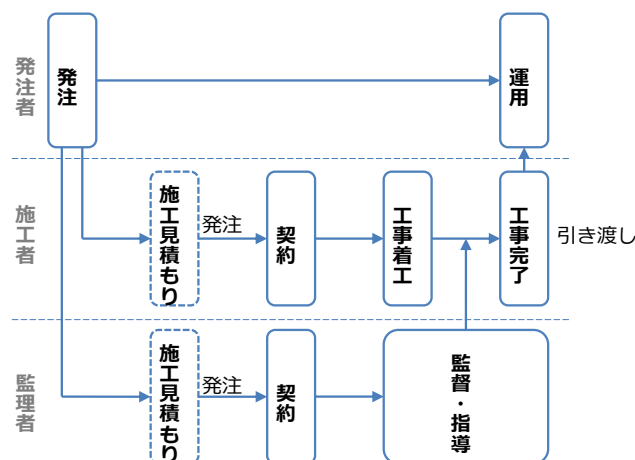 発注者
発注
運用
施工者
施工見積もり
発注
契約
工事着工
工事完了
引き渡し
監理者
施工見積もり
発注
契約
監督・指導